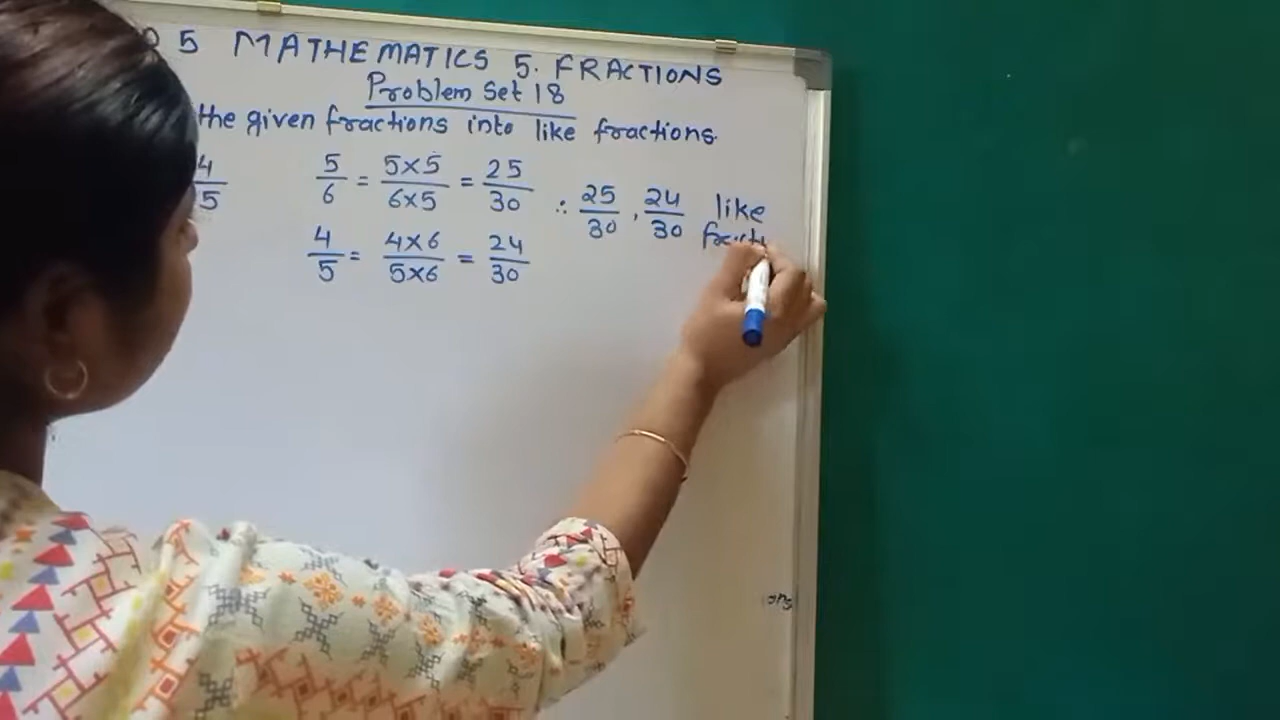 5 MATHEMATICS 5. FRACTIONS
Problem Set 18
the given fractions into like fractions.
4/5
5/6 = 5×5/6×5 = 25/30
∴ 25/30, 24/30 like
4/5 = 4×6/5×6 = 24/30